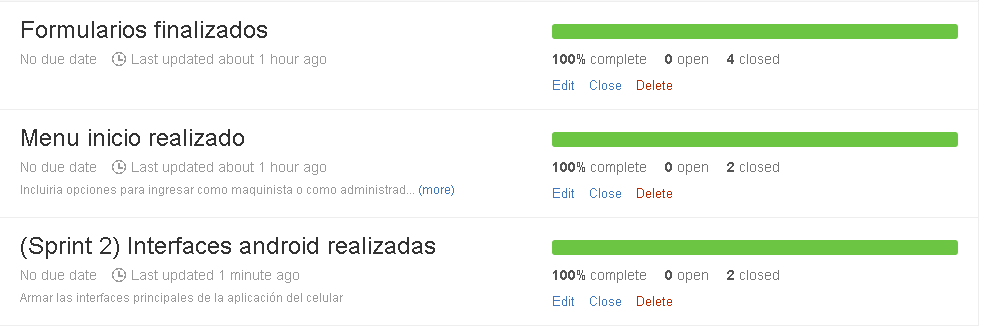 Formularios finalizados
No due date Last updated about 1 hour ago
100% complete 0 open 4 closed
Edit Close Delete
Menu inicio realizado
No due date Last updated about 1 hour ago
Incluiria opciones para ingresar como maquinista o como administrad... (more)
100% complete 0 open 2 closed
Edit Close Delete
(Sprint 2) Interfaces android realizadas
No due date Last updated 1 minute ago
Armar las interfaces principales de la aplicación del celular
100% complete 0 open 2 closed
Edit Close Delete